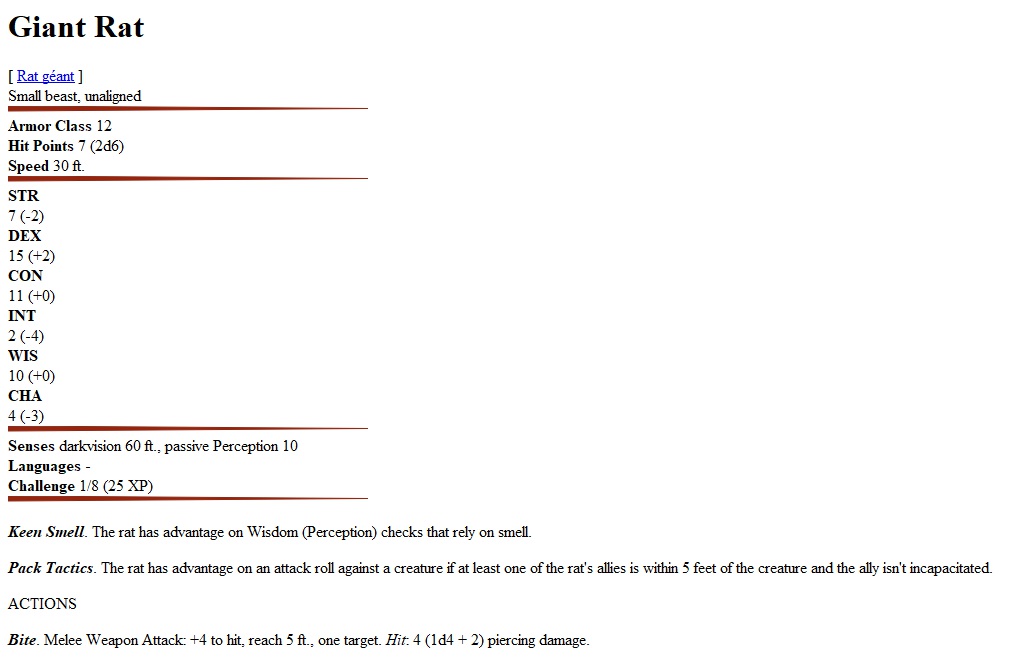 Giant Rat
[ Rat géant ]
Small beast, unaligned
Armor Class 12
Hit Points 7 (2d6)
Speed 30 ft.
STR
7 (-2)
DEX
15 (+2)
CON
11 (+0)
INT
2 (-4)
WIS
10 (+0)
CHA
4 (-3)
Senses darkvision 60 ft., passive Perception 10
Languages -
Challenge 1/8 (25 XP)
Keen Smell. The rat has advantage on Wisdom (Perception) checks that rely on smell.
Pack Tactics. The rat has advantage on an attack roll against a creature if at least one of the rat's allies is within 5 feet of the creature and the ally isn't incapacitated.
ACTIONS
Bite. Melee Weapon Attack: +4 to hit, reach 5 ft., one target. Hit: 4 (1d4 + 2) piercing damage.